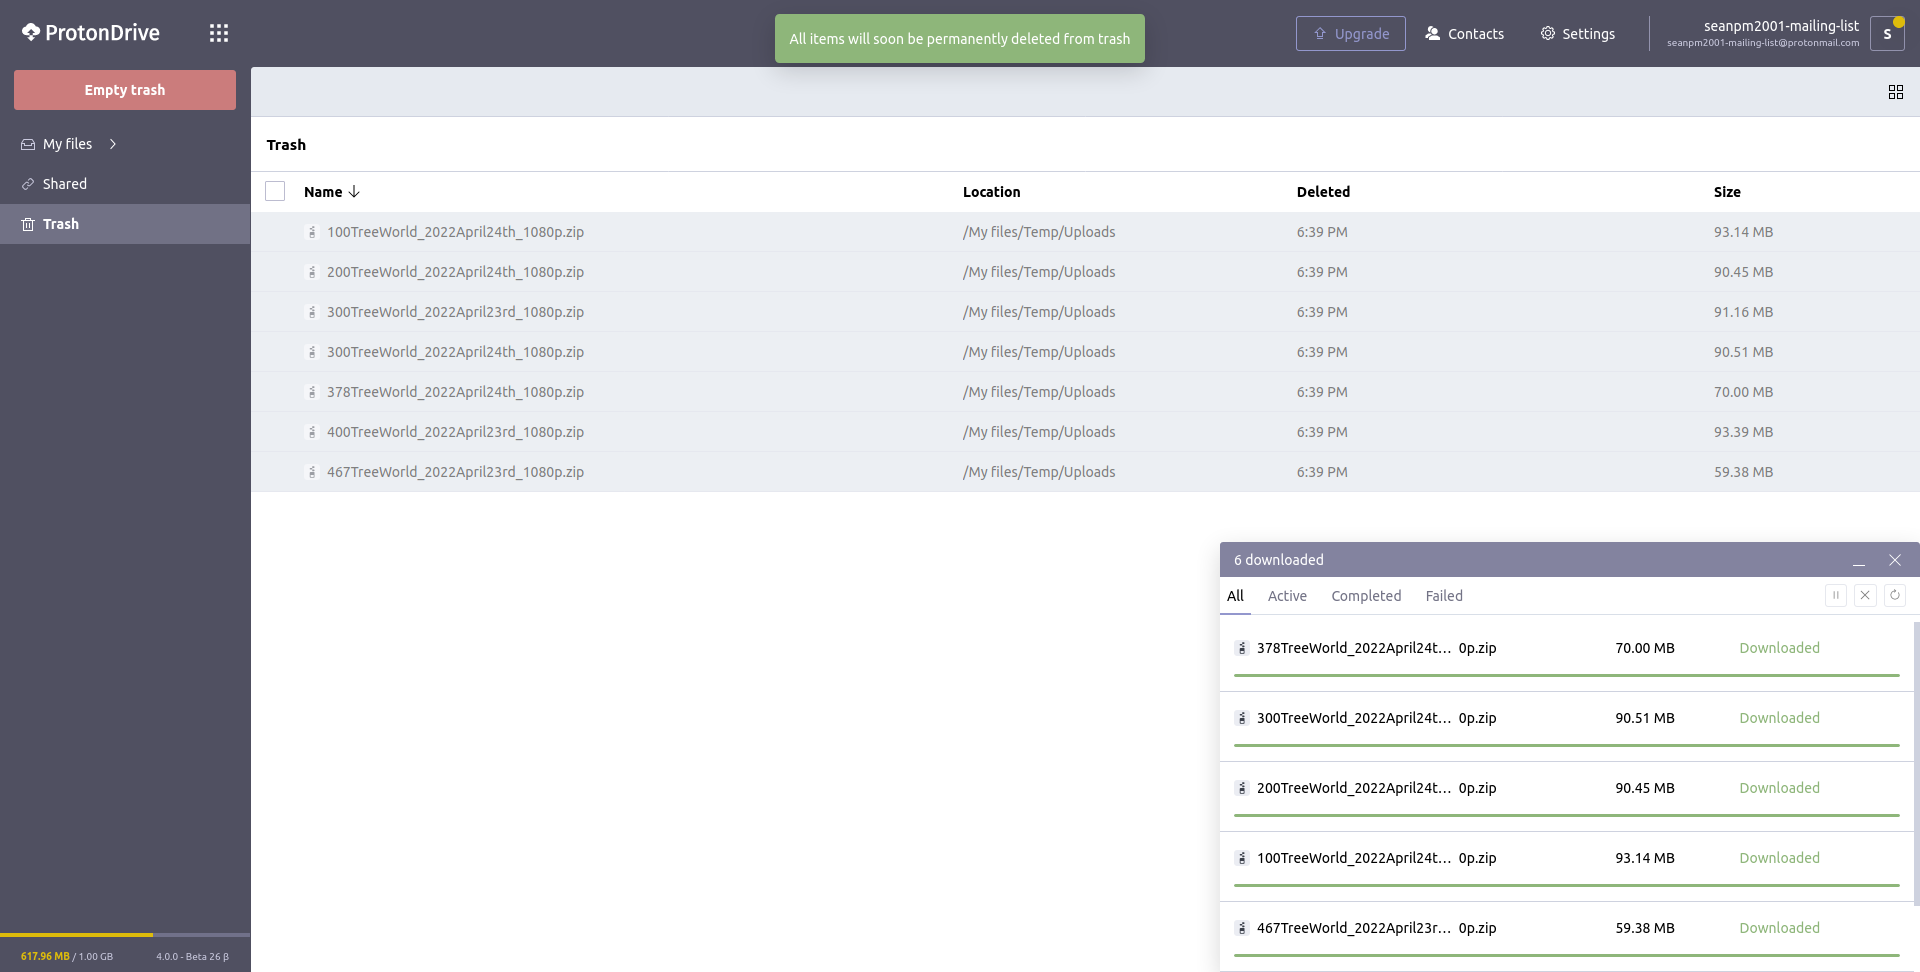 ProtonDrive
All items will soon be permanently deleted from trash
Upgrade
Contacts
Settings
seanpm2001-mailing-list
seanpm2001-mailing-list@protonmail.com
S
Empty trash
My files
Shared
Trash
Trash
Name Location Deleted Size
100TreeWorld_2022April24th_1080p.zip /My files/Temp/Uploads 6:39 PM 93.14 MB
200TreeWorld_2022April24th_1080p.zip /My files/Temp/Uploads 6:39 PM 90.45 MB
300TreeWorld_2022April23rd_1080p.zip /My files/Temp/Uploads 6:39 PM 91.16 MB
300TreeWorld_2022April24th_1080p.zip /My files/Temp/Uploads 6:39 PM 90.51 MB
378TreeWorld_2022April24th_1080p.zip /My files/Temp/Uploads 6:39 PM 70.00 MB
400TreeWorld_2022April23rd_1080p.zip /My files/Temp/Uploads 6:39 PM 93.39 MB
467TreeWorld_2022April23rd_1080p.zip /My files/Temp/Uploads 6:39 PM 59.38 MB
6 downloaded
All Active Completed Failed
378TreeWorld_2022April24t... 0p.zip 70.00 MB Downloaded
300TreeWorld_2022April24t... 0p.zip 90.51 MB Downloaded
200TreeWorld_2022April24t... 0p.zip 90.45 MB Downloaded
100TreeWorld_2022April24t... 0p.zip 93.14 MB Downloaded
467TreeWorld_2022April23r... 0p.zip 59.38 MB Downloaded
617.96 MB / 1.00 GB 4.0.0 - Beta 26 β